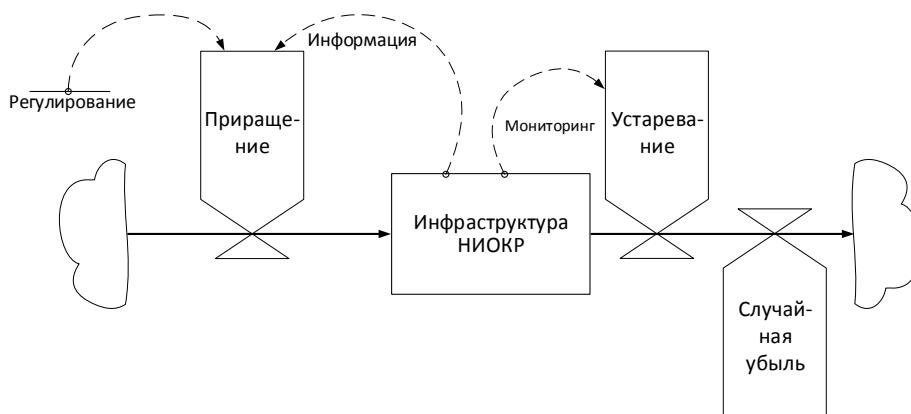 Информация
Регулирование
Прираще-
ние
Мониторинг
Устарева-
ние
Инфраструктура
НИОКР
Случай-
ная
убыль